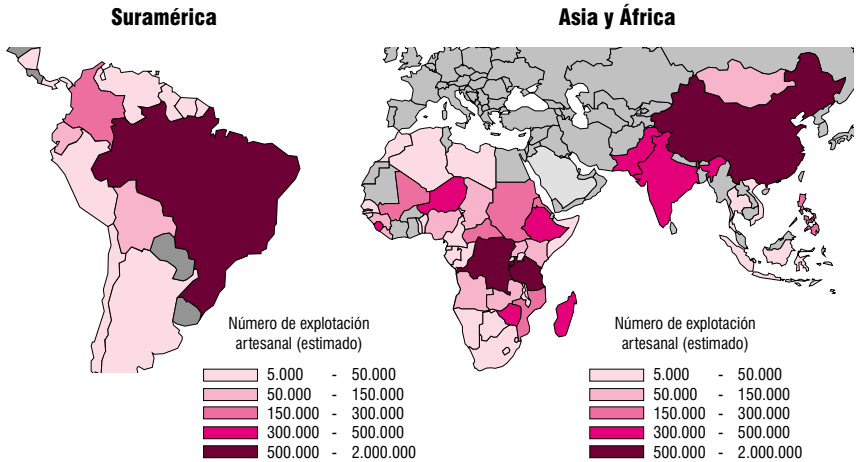 Suramérica
Asia y África
Número de explotación
artesanal (estimado)
5.000 - 50.000
50.000 - 150.000
150.000 - 300.000
300.000 - 500.000
500.000 - 2.000.000
Número de explotación
artesanal (estimado)
5.000 - 50.000
50.000 - 150.000
150.000 - 300.000
300.000 - 500.000
500.000 - 2.000.000